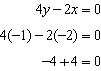 4y − 2x = 0
4(−1) − 2(−2) = 0
−4 + 4 = 0